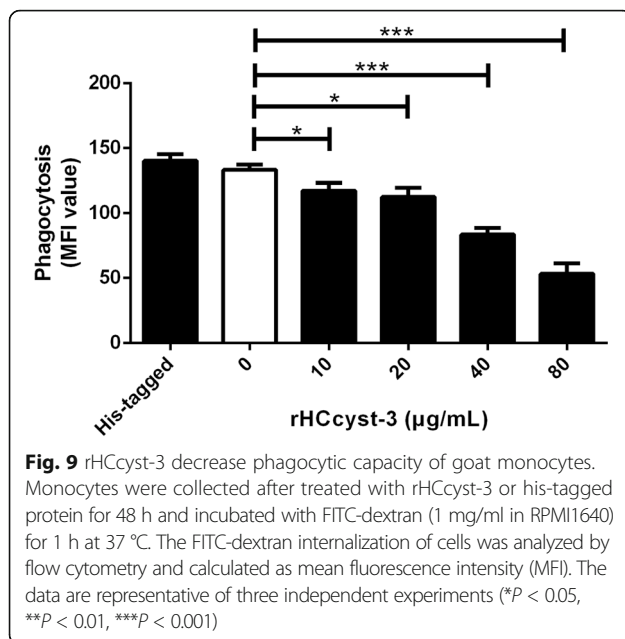 ***
***
*
*
200
150
100
50
0
Phagocytosis
(MFI value)
His-tagged
0
10
20
40
80
rHCcyst-3 (µg/mL)
Fig. 9 rHCcyst-3 decrease phagocytic capacity of goat monocytes.
Monocytes were collected after treated with rHCcyst-3 or his-tagged
protein for 48 h and incubated with FITC-dextran (1 mg/ml in RPMI1640)
for 1 h at 37 °C. The FITC-dextran internalization of cells was analyzed by
flow cytometry and calculated as mean fluorescence intensity (MFI). The
data are representative of three independent experiments (*P < 0.05,
**P < 0.01, ***P < 0.001)